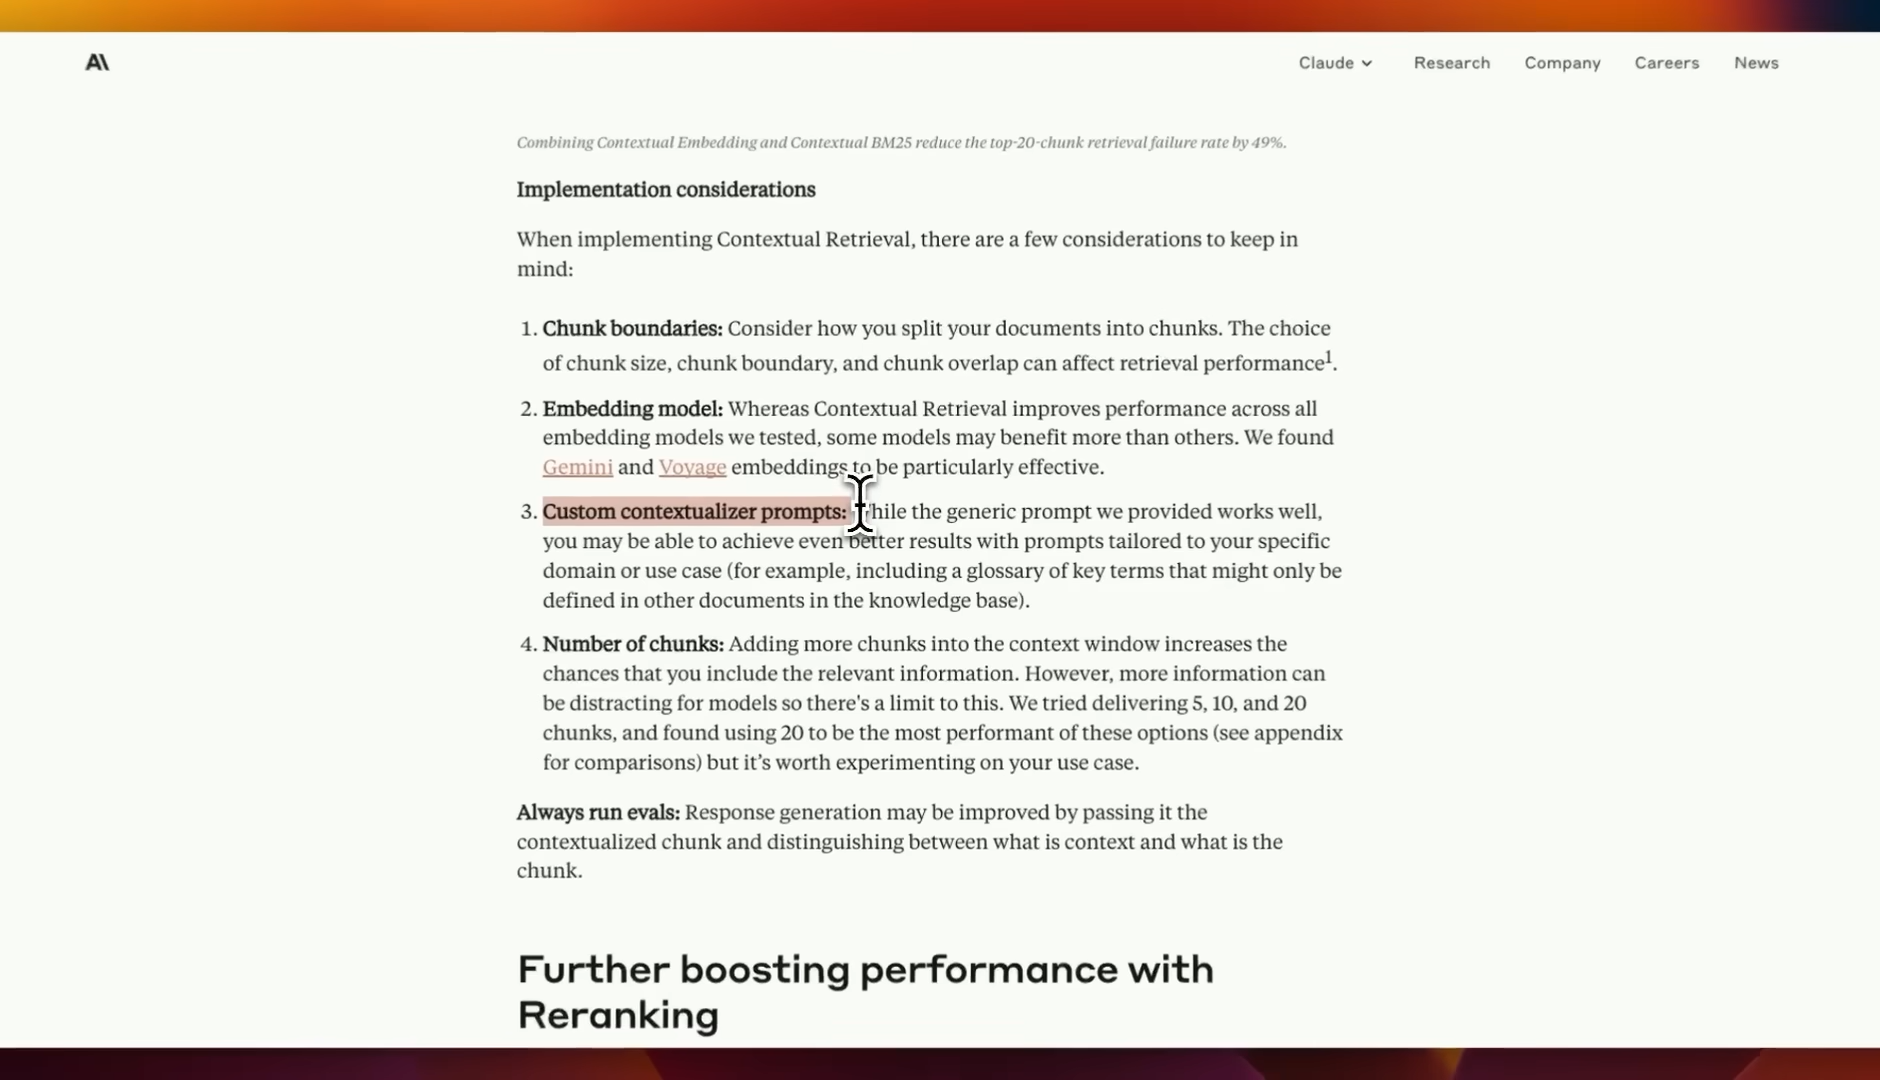 A\
Claude Research Company Careers News
Combining Contextual Embedding and Contextual BM25 reduce the top-20-chunk retrieval failure rate by 49%.
Implementation considerations
When implementing Contextual Retrieval, there are a few considerations to keep in
mind:
1. Chunk boundaries: Consider how you split your documents into chunks. The choice
of chunk size, chunk boundary, and chunk overlap can affect retrieval performance1.
2. Embedding model: Whereas Contextual Retrieval improves performance across all
embedding models we tested, some models may benefit more than others. We found
Gemini and Voyage embeddings to be particularly effective.
3. Custom contextualizer prompts: While the generic prompt we provided works well,
you may be able to achieve even better results with prompts tailored to your specific
domain or use case (for example, including a glossary of key terms that might only be
defined in other documents in the knowledge base).
4. Number of chunks: Adding more chunks into the context window increases the
chances that you include the relevant information. However, more information can
be distracting for models so there's a limit to this. We tried delivering 5, 10, and 20
chunks, and found using 20 to be the most performant of these options (see appendix
for comparisons) but it’s worth experimenting on your use case.
Always run evals: Response generation may be improved by passing it the
contextualized chunk and distinguishing between what is context and what is the
chunk.
Further boosting performance with
Reranking